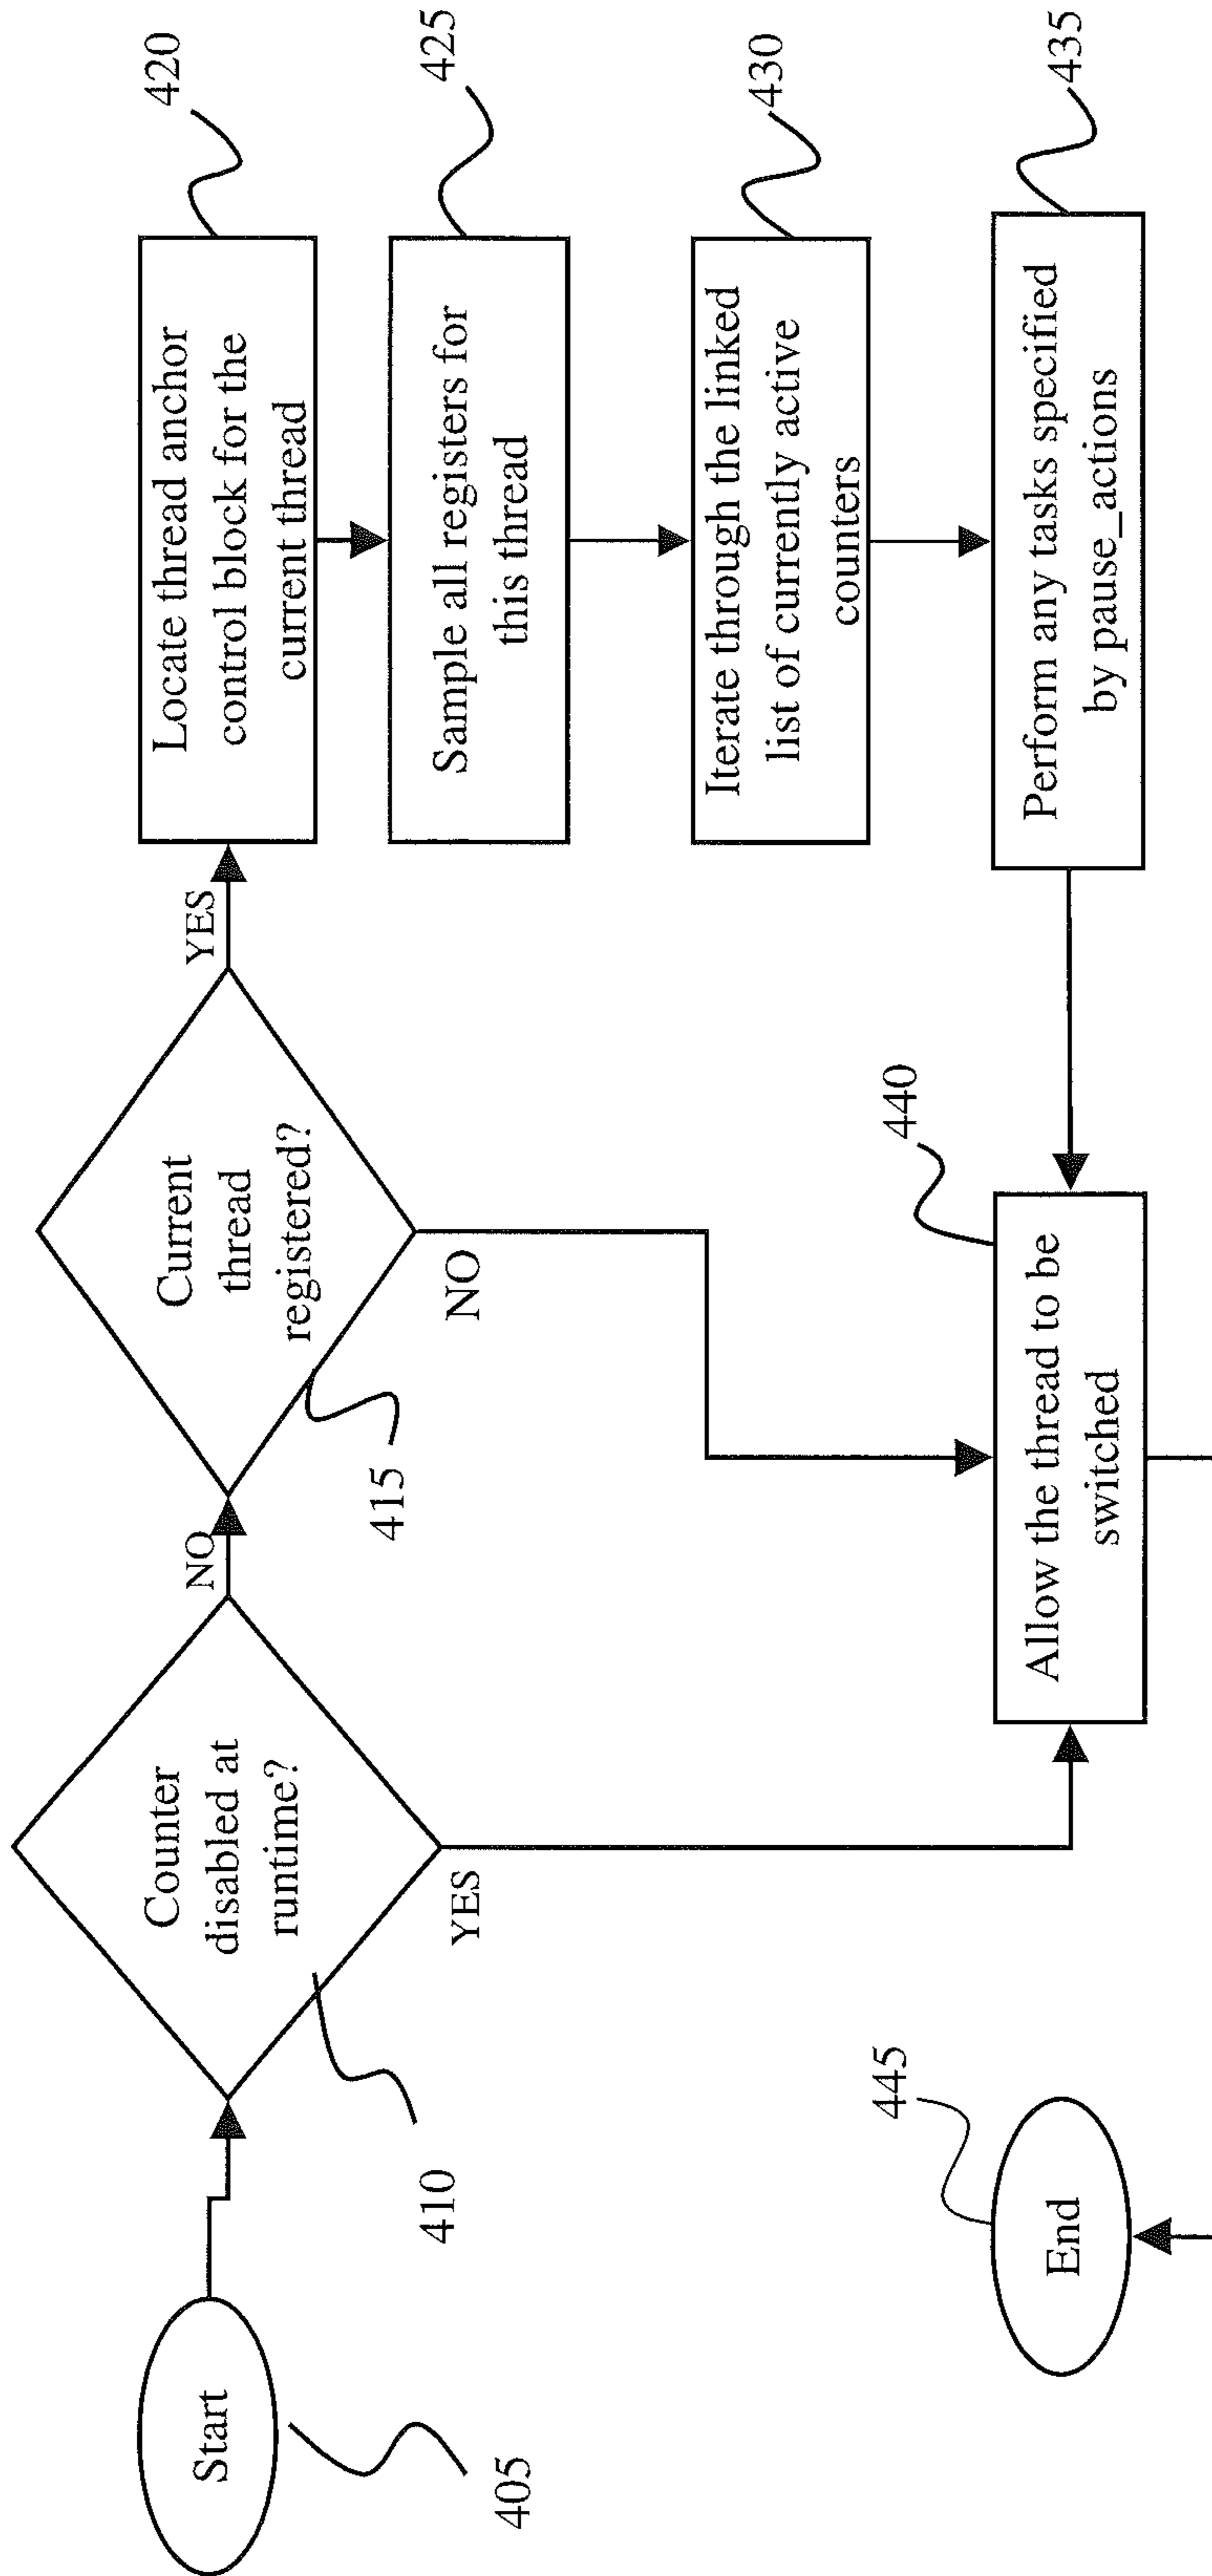 Start
405
Counter
disabled at
runtime?
410
NO
YES
Current
thread
registered?
415
YES
NO
Locate thread anchor
control block for the
current thread
420
Sample all registers for
this thread
425
Iterate through the linked
list of currently active
counters
430
Perform any tasks specified
by pause_actions
435
Allow the thread to be
switched
440
End
445